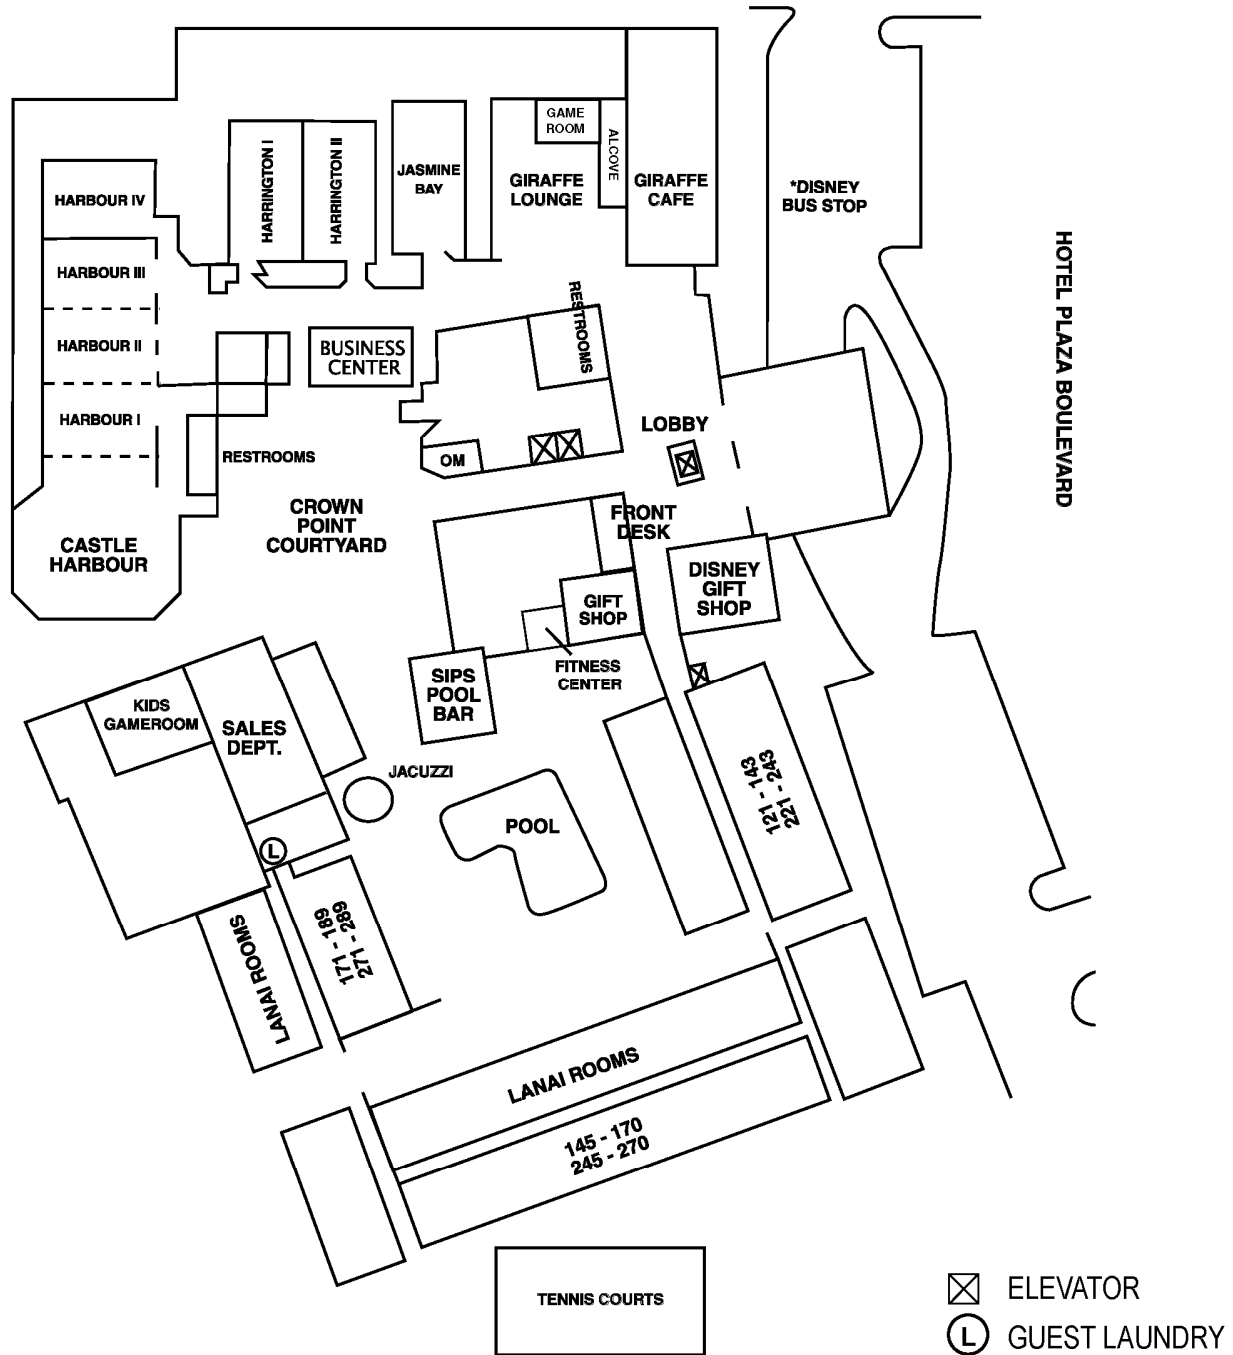 GAME
ROOM
ALCOVE
HARRINGTON I
HARRINGTON II
JASMINE
BAY
GIRAFFE
LOUNGE
GIRAFFE
CAFE
*DISNEY
BUS STOP
HARBOUR IV
HARBOUR III
HARBOUR II
HARBOUR I
HOTEL PLAZA BOULEVARD
RESTROOMS
BUSINESS
CENTER
LOBBY
OM
RESTROOMS
CROWN
POINT
COURTYARD
FRONT
DESK
CASTLE
HARBOUR
DISNEY
GIFT
SHOP
GIFT
SHOP
FITNESS
CENTER
SIPS
POOL
BAR
KIDS
GAMEROOM
SALES
DEPT.
JACUZZI
POOL
121 - 143
221 - 243
L
171 - 189
271 - 289
LANAI ROOMS
LANAI ROOMS
145 - 170
245 - 270
TENNIS COURTS
ELEVATOR
L GUEST LAUNDRY